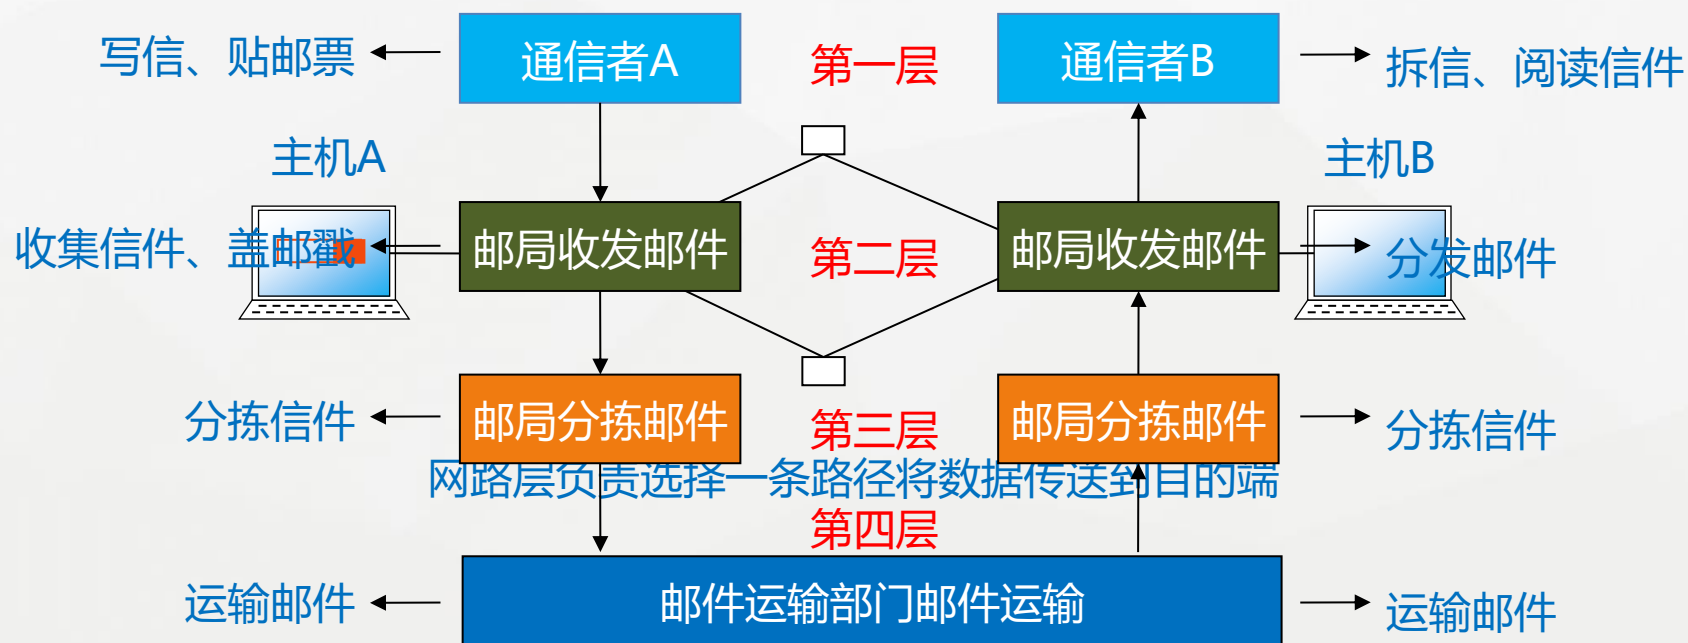 写信、贴邮票
通信者A
第一层
通信者B
拆信、阅读信件
主机A
主机B
收集信件、盖邮戳
邮局收发邮件
第二层
邮局收发邮件
分发邮件
分拣信件
邮局分拣邮件
第三层
邮局分拣邮件
分拣信件
网路层负责选择一条路径将数据传送到目的端
第四层
运输邮件
邮件运输部门邮件运输
运输邮件